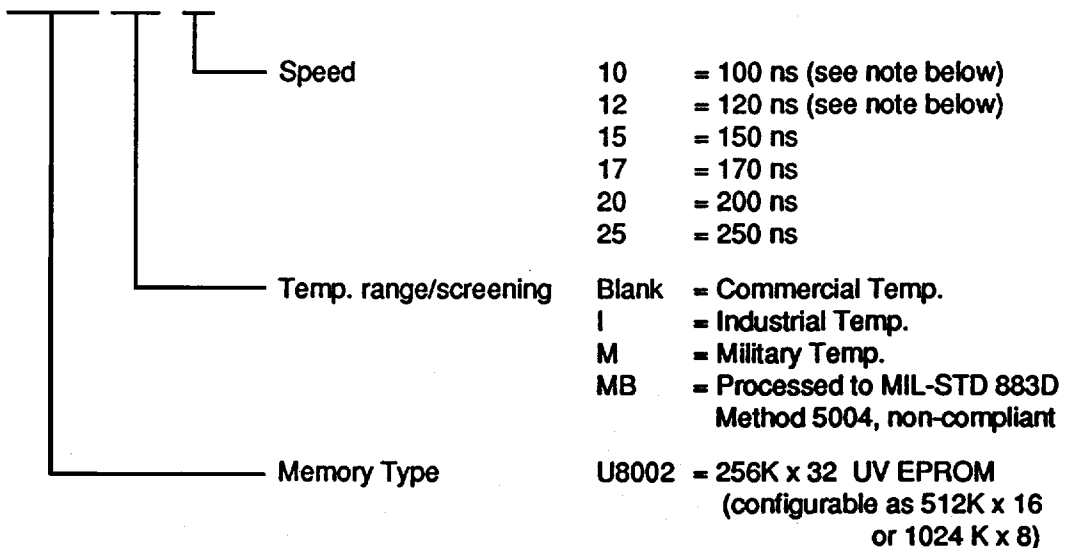 Speed 10 = 100 ns (see note below)
12 = 120 ns (see note below)
15 = 150 ns
17 = 170 ns
20 = 200 ns
25 = 250 ns
Temp. range/screening Blank = Commercial Temp.
I = Industrial Temp.
M = Military Temp.
MB = Processed to MIL-STD 883D
Method 5004, non-compliant
Memory Type U8002 = 256K x 32 UV EPROM
(configurable as 512K x 16
or 1024 K x 8)